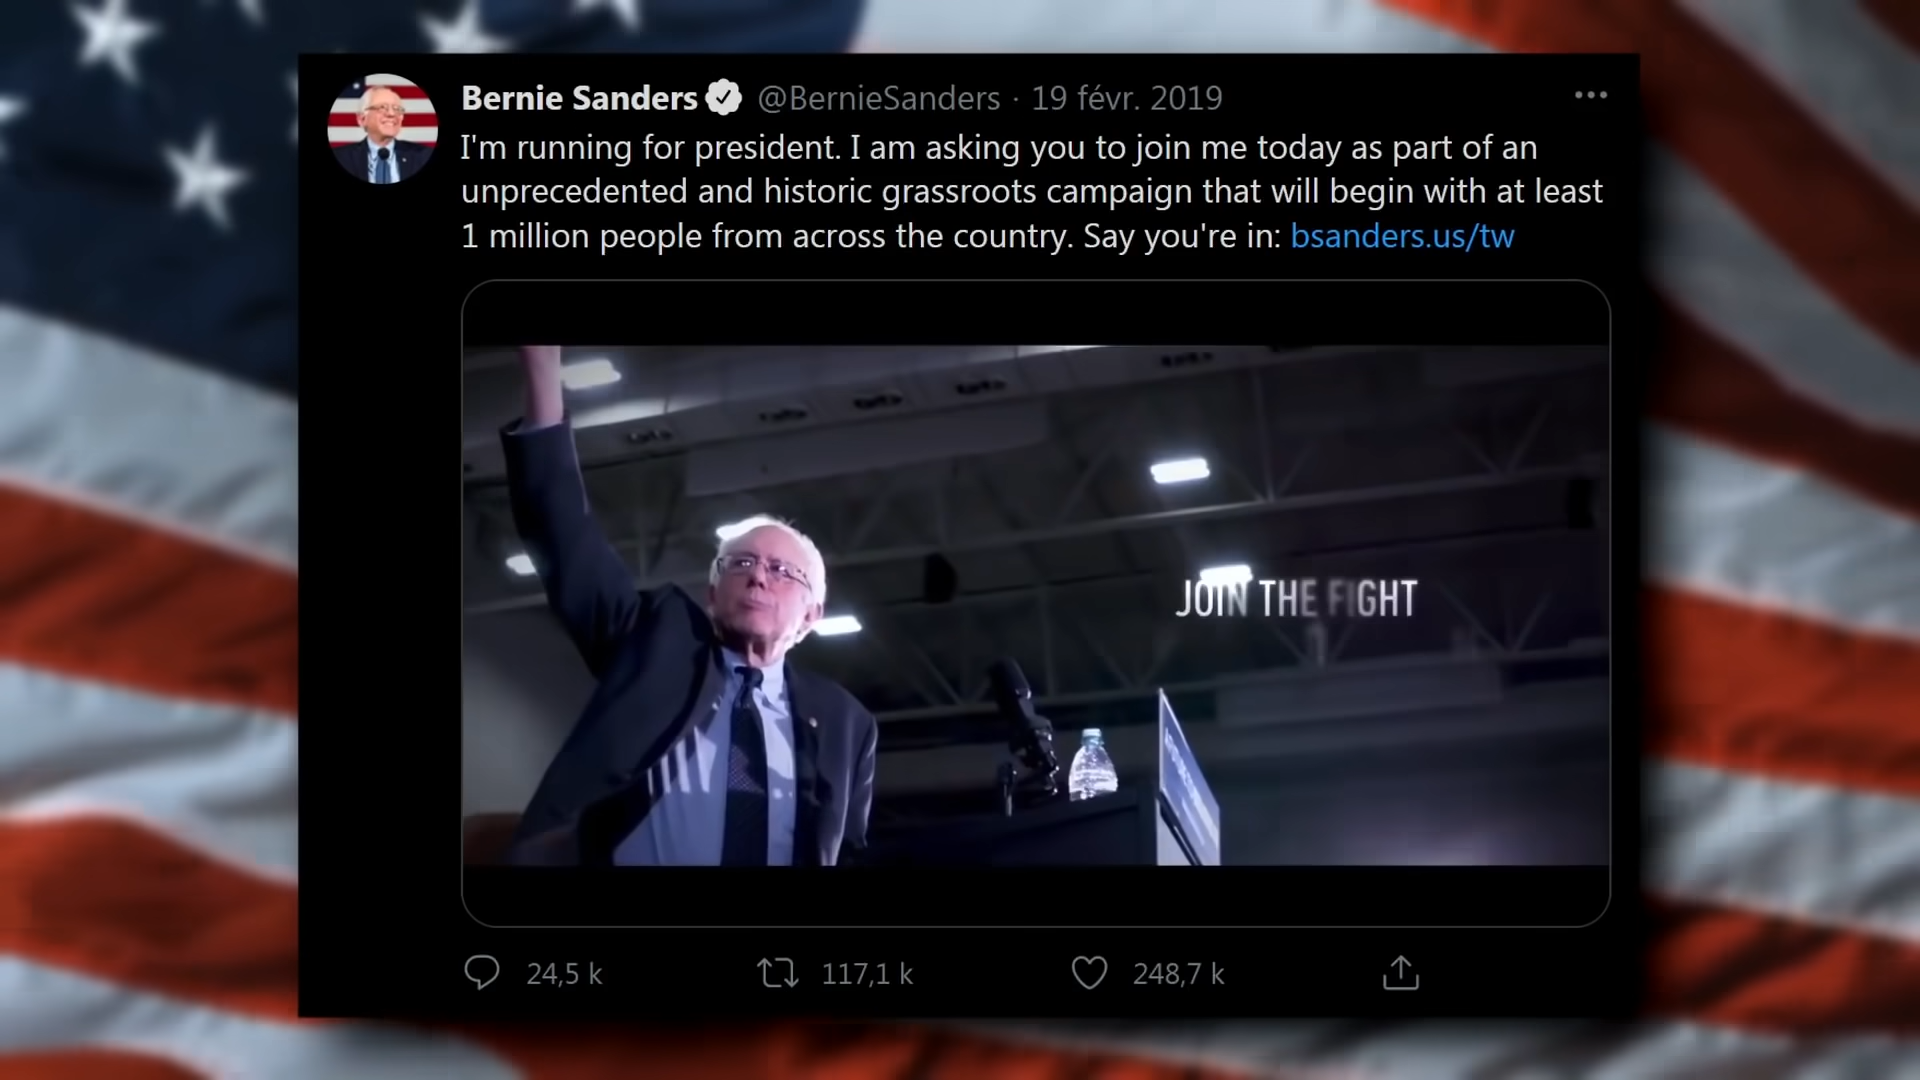 Bernie Sanders @BernieSanders · 19 févr. 2019
I'm running for president. I am asking you to join me today as part of an
unprecedented and historic grassroots campaign that will begin with at least
1 million people from across the country. Say you're in: bsanders.us/tw
JOIN THE FIGHT
24,5 k 117,1 k 248,7 k